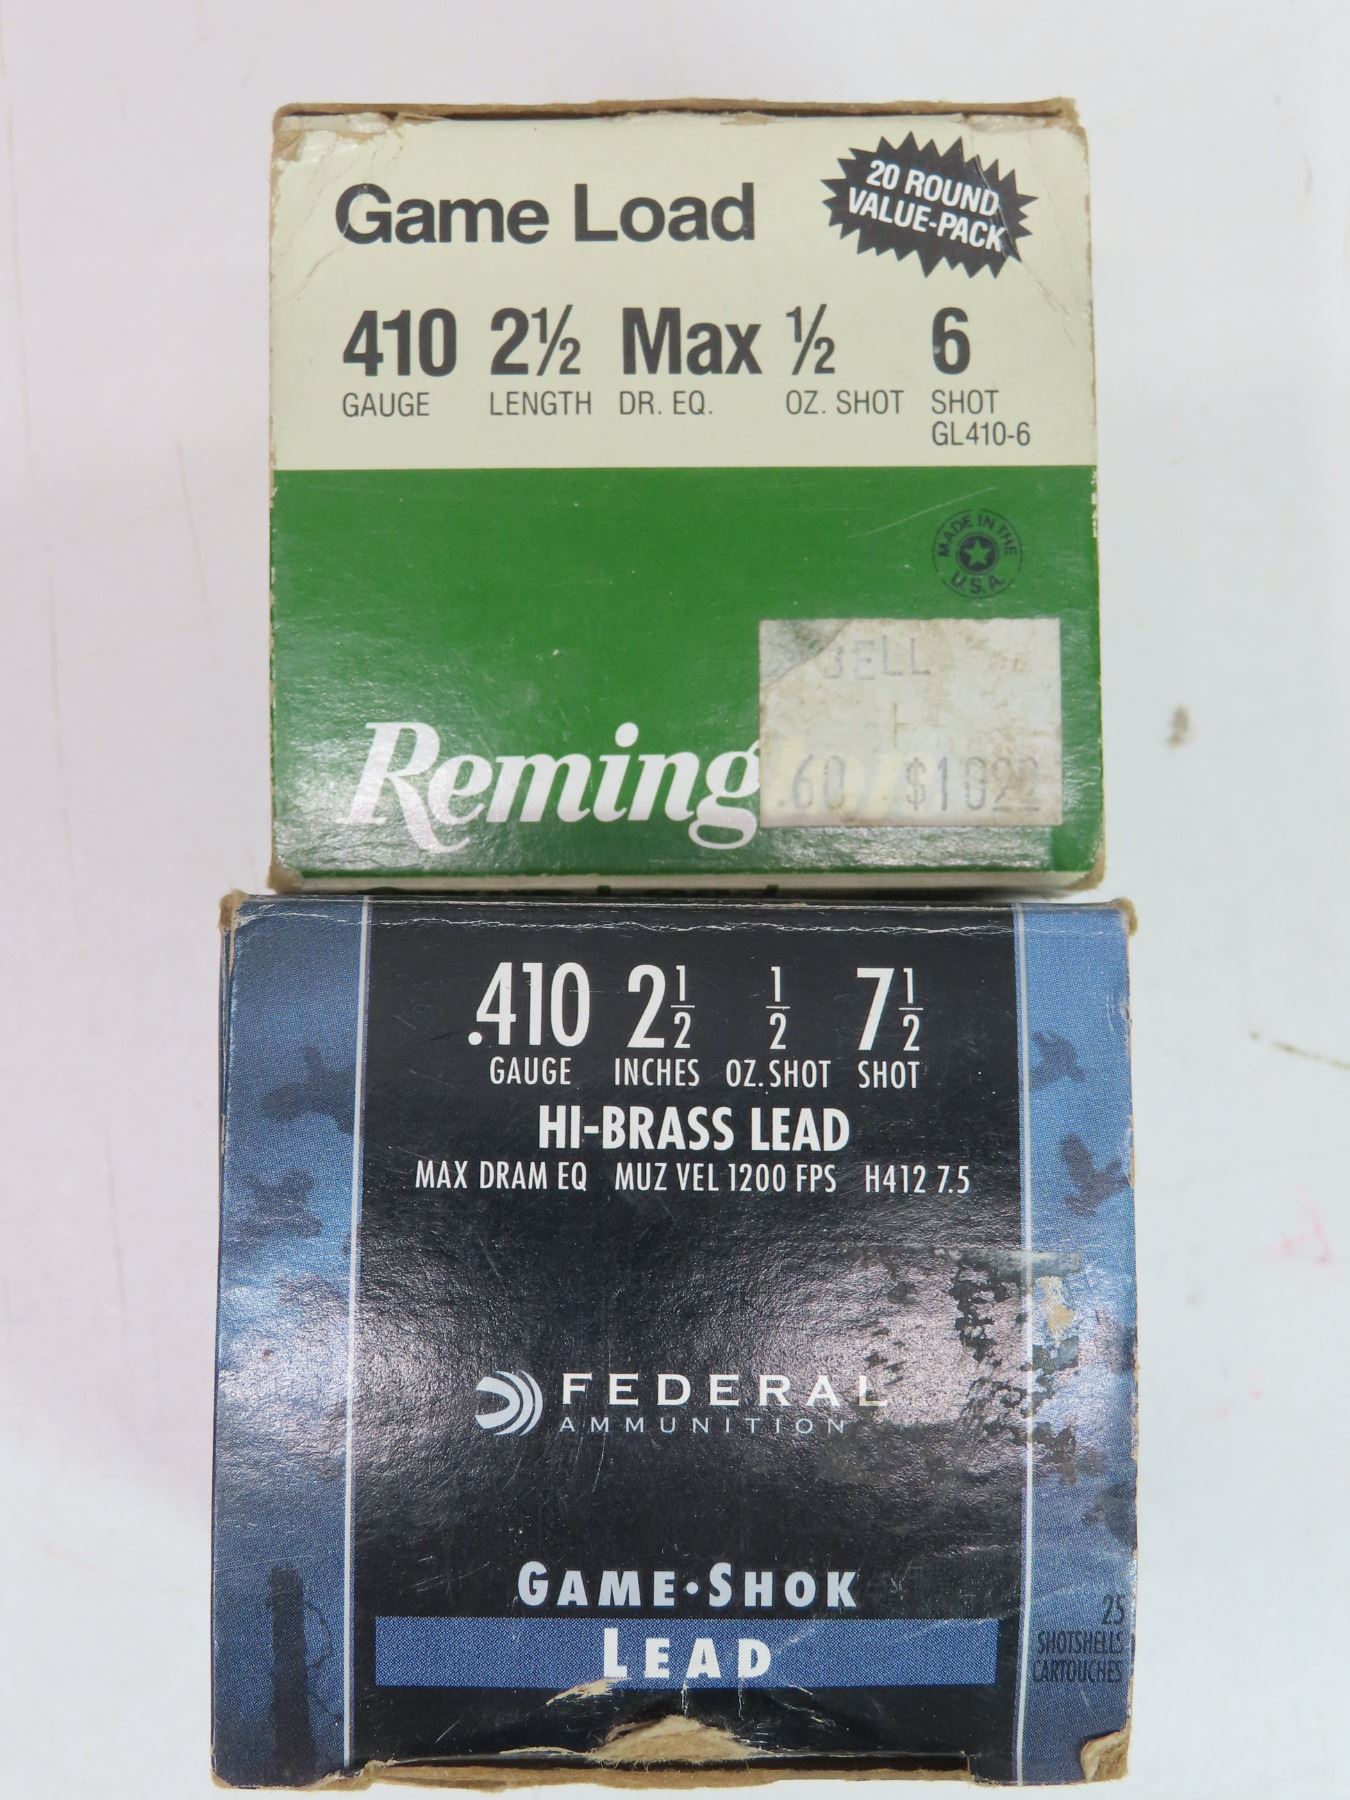 Game Load
20 ROUND
VALUE-PACK
410 2½ Max ½ 6
GAUGE LENGTH DR. EQ. OZ. SHOT SHOT
GL410-6
MADE IN THE
U.S.A.
BELL
.60 $10
Reming
.410 2 1/2 1/2 7 1/2
GAUGE INCHES OZ. SHOT SHOT
HI-BRASS LEAD
MAX DRAM EQ MUZ VEL 1200 FPS H412 7.5
FEDERAL
AMMUNITION
GAME•SHOK
LEAD
25
SHOTSHELLS
CARTOUCHES